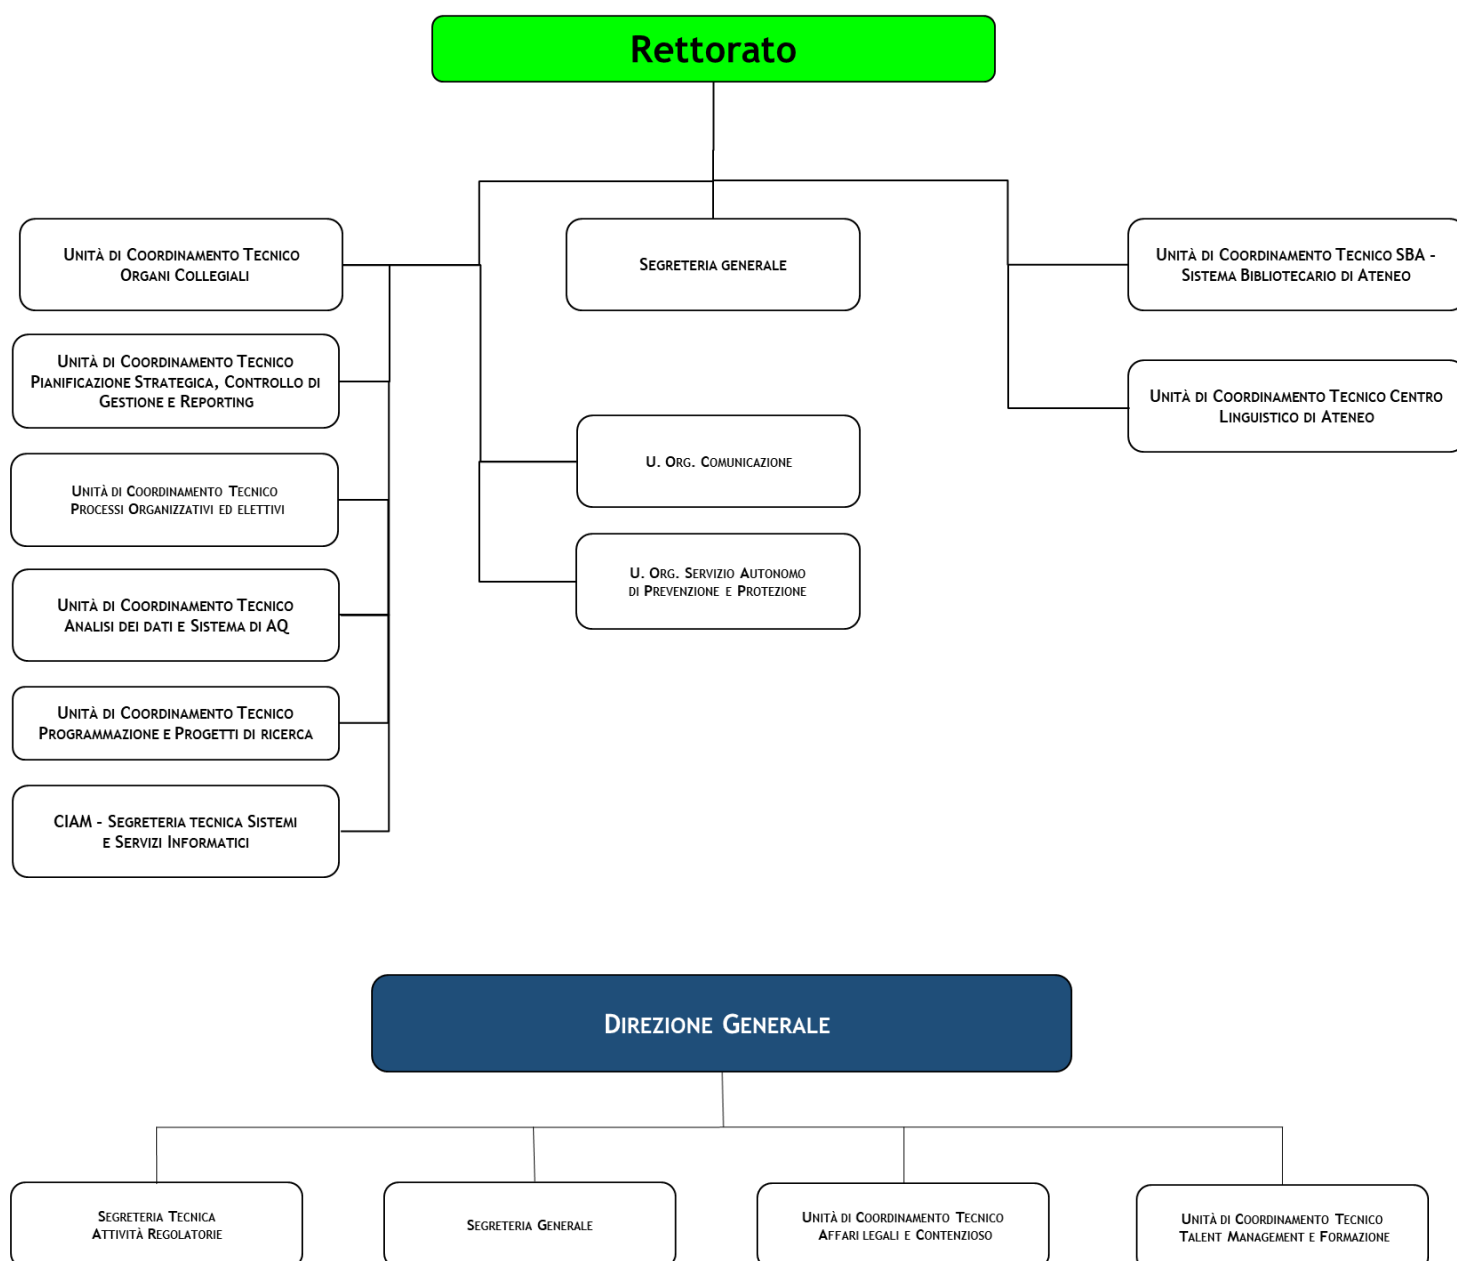 Rettorato
Unità di Coordinamento Tecnico
Organi Collegiali
Segreteria generale
Unità di Coordinamento Tecnico SBA -
Sistema Bibliotecario di Ateneo
Unità di Coordinamento Tecnico
Pianificazione Strategica, Controllo di
Gestione e Reporting
Unità di Coordinamento Tecnico Centro
Linguistico di Ateneo
U. Org. Comunicazione
Unità di Coordinamento Tecnico
Processi Organizzativi ed elettivi
U. Org. Servizio Autonomo
di Prevenzione e Protezione
Unità di Coordinamento Tecnico
Analisi dei dati e Sistema di AQ
Unità di Coordinamento Tecnico
Programmazione e Progetti di ricerca
CIAM - Segreteria tecnica Sistemi
e Servizi Informatici
Direzione Generale
Segreteria Tecnica
Attività Regolatorie
Segreteria Generale
Unità di Coordinamento Tecnico
Affari legali e Contenzioso
Unità di Coordinamento Tecnico
Talent Management e Formazione